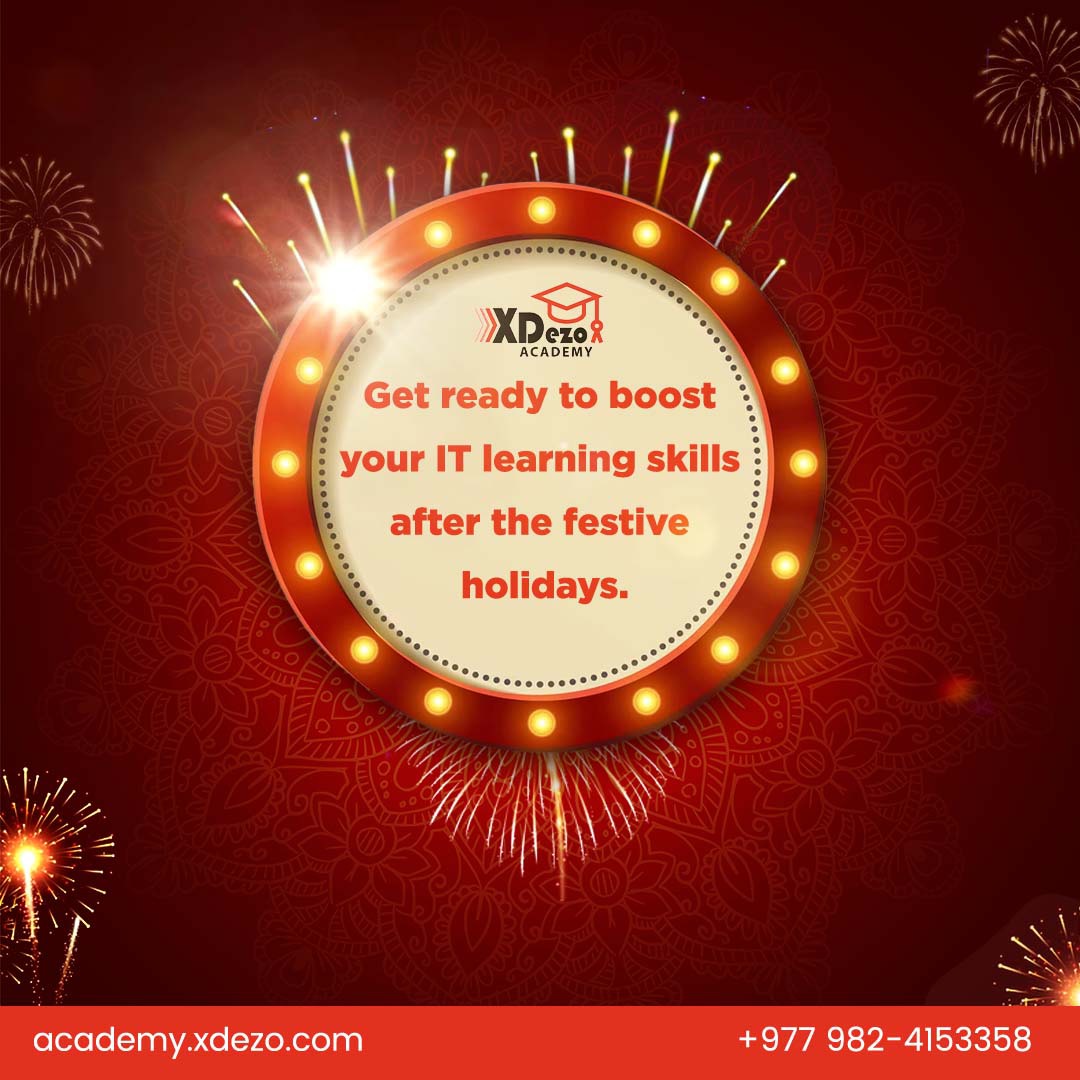 XDezo
ACADEMY
Get ready to boost
your IT learning skills
after the festive
holidays.
academy.xdezo.com
+977 982-4153358